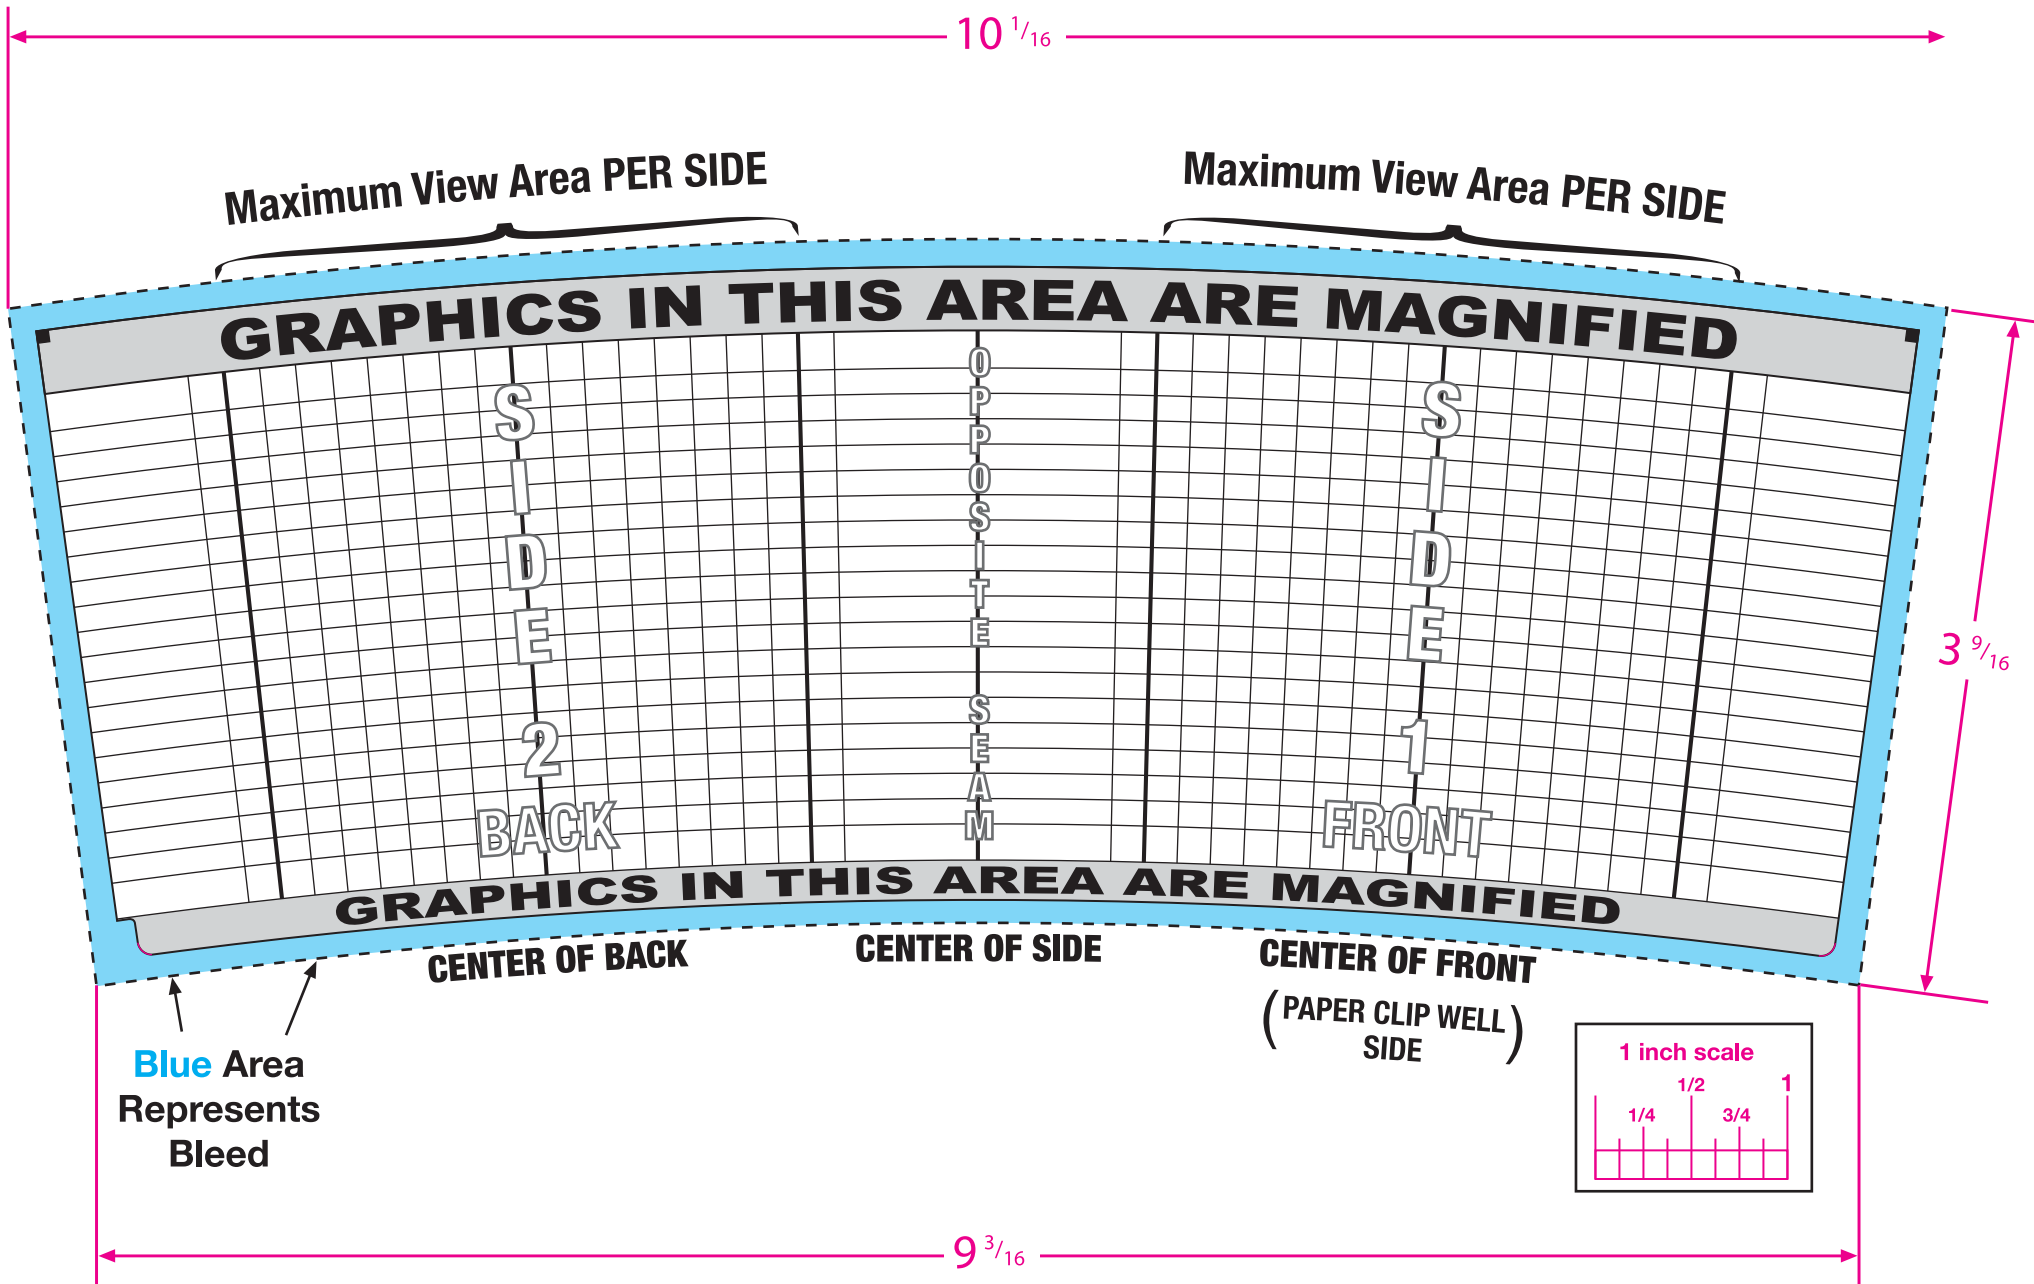 10 1/16
Maximum View Area PER SIDE
Maximum View Area PER SIDE
GRAPHICS IN THIS AREA ARE MAGNIFIED
SIDE 2
BACK
OPPOSITE SEAM
SIDE 1
FRONT
3 9/16
GRAPHICS IN THIS AREA ARE MAGNIFIED
CENTER OF BACK
CENTER OF SIDE
CENTER OF FRONT
(PAPER CLIP WELL
SIDE)
Blue Area
Represents
Bleed
1 inch scale
1/2 1
1/4 3/4
9 3/16